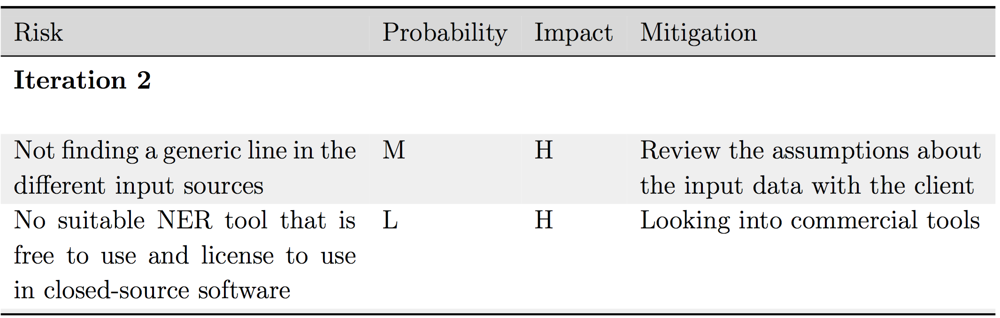 Risk Probability Impact Mitigation
Iteration 2
Not finding a generic line in the M H Review the assumptions about
different input sources the input data with the client
No suitable NER tool that is L H Looking into commercial tools
free to use and license to use
in closed-source software